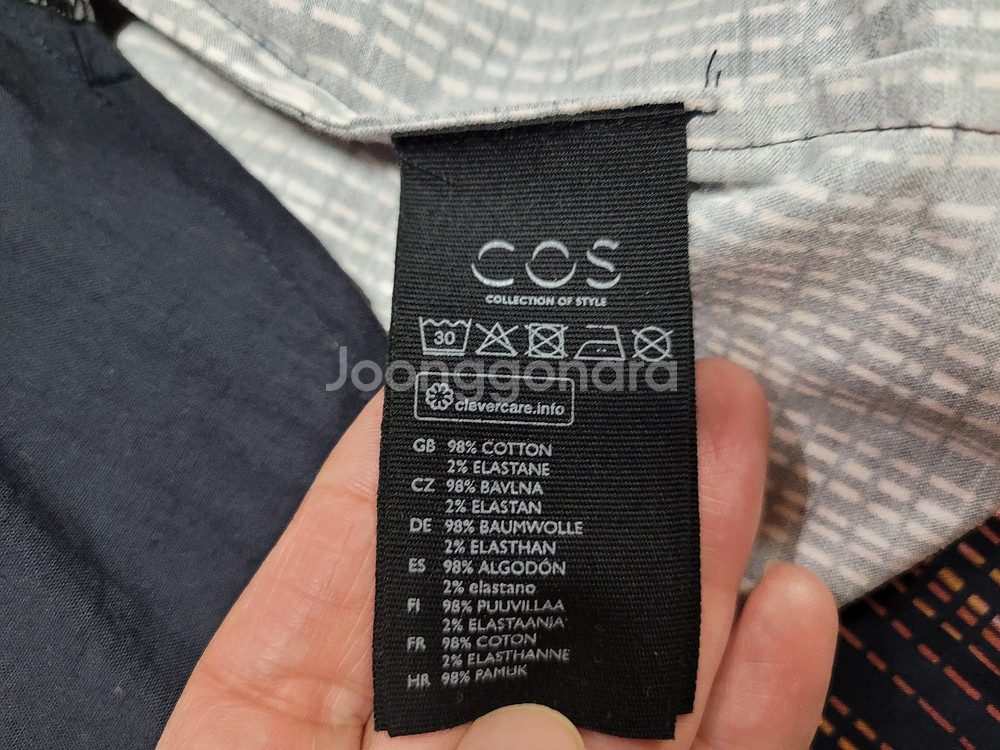 COS
COLLECTION OF STYLE
30
Joonggonara
clevercare.info
GB 98% COTTON
2% ELASTANE
CZ 98% BAVLNA
2% ELASTAN
DE 98% BAUMWOLLE
2% ELASTHAN
ES 98% ALGODÓN
2% elastano
FI 98% PUUVILLAA
2% ELASTAANIA
FR 98% COTON
2% ELASTHANNE
HR 98% PAMUK